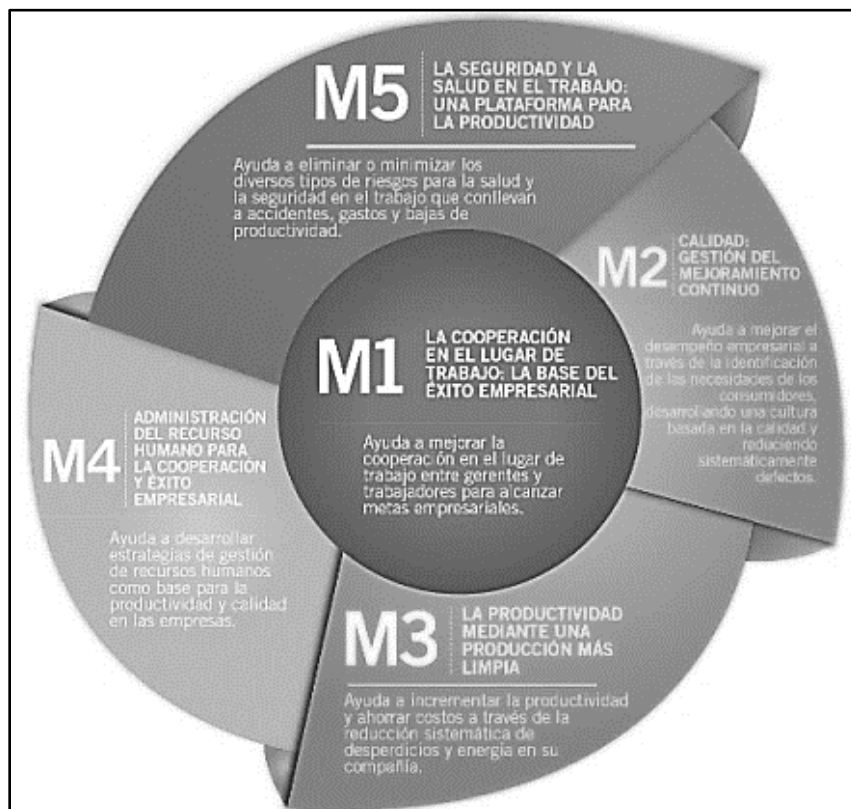 M5
LA SEGURIDAD Y LA
SALUD EN EL TRABAJO:
UNA PLATAFORMA PARA
LA PRODUCTIVIDAD
Ayuda a eliminar o minimizar los
diversos tipos de riesgos para la salud y
la seguridad en el trabajo que conllevan
a accidentes, gastos y bajas de
productividad.
M2
CALIDAD:
GESTIÓN DEL
MEJORAMIENTO
CONTINUO
Ayuda a mejorar el
desempeño empresarial a
través de la identificación
de las necesidades de los
consumidores,
desarrollando una cultura
basada en la calidad y
reduciendo
sistemáticamente
defectos.
M1
LA COOPERACIÓN
EN EL LUGAR DE
TRABAJO: LA BASE DEL
ÉXITO EMPRESARIAL
Ayuda a mejorar la
cooperación en el lugar de
trabajo entre gerentes y
trabajadores para alcanzar
metas empresariales.
M4
ADMINISTRACIÓN
DEL RECURSO
HUMANO PARA
LA COOPERACIÓN
Y ÉXITO
EMPRESARIAL
Ayuda a desarrollar
estrategias de gestión
de recursos humanos
como base para la
productividad y calidad
en las empresas.
M3
LA PRODUCTIVIDAD
MEDIANTE UNA
PRODUCCIÓN MÁS
LIMPIA
Ayuda a incrementar la productividad
y ahorrar costos a través de la
reducción sistemática de
desperdicios y energía en su
compañía.